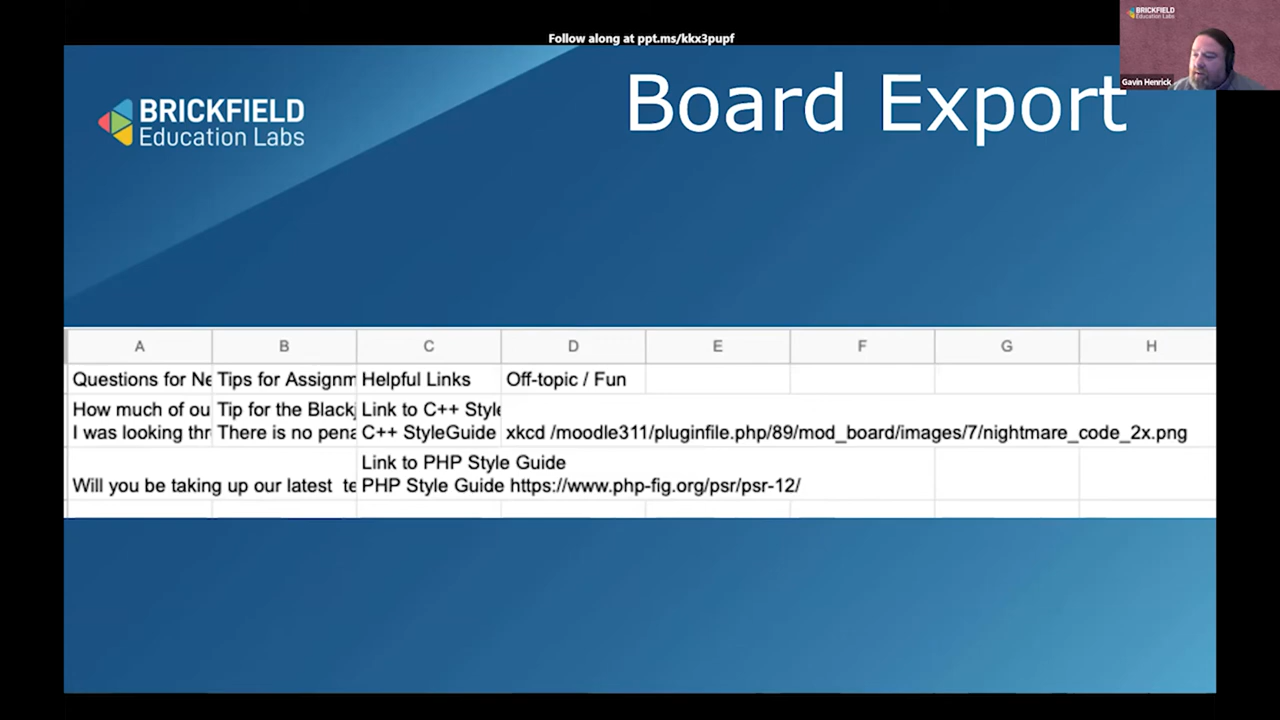 Follow along at ppt.ms/kkx3pupf
BRICKFIELD
Gavin Henrick
BRICKFIELD
Education Labs
Board Export
A B C D E F G H
Questions for Ne Tips for Assignm Helpful Links Off-topic / Fun
How much of ou Tip for the Blackj Link to C++ Style
I was looking thr There is no pena C++ StyleGuide xkcd /moodle311/pluginfile.php/89/mod_board/images/7/nightmare_code_2x.png
Link to PHP Style Guide
Will you be taking up our latest te PHP Style Guide https://www.php-fig.org/psr/psr-12/